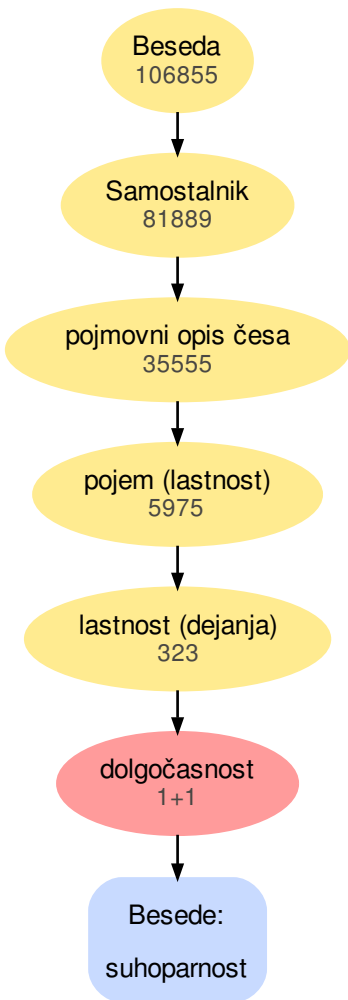 Beseda
106855
Samostalnik
81889
pojmovni opis česa
35555
pojem (lastnost)
5975
lastnost (dejanja)
323
dolgočasnost
1+1
Besede:
suhoparnost